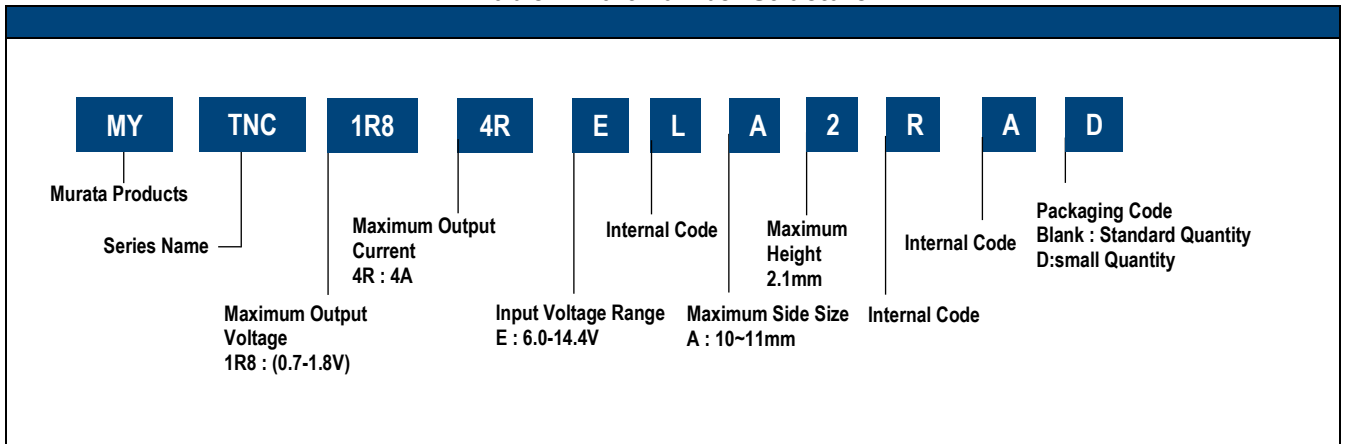 MY TNC 1R8 4R E L A 2 R A D
Murata Products
Series Name
Maximum Output
Voltage
1R8 : (0.7-1.8V)
Maximum Output
Current
4R : 4A
Input Voltage Range
E : 6.0-14.4V
Internal Code
Maximum Side Size
A : 10~11mm
Maximum
Height
2.1mm
Internal Code
Internal Code
Packaging Code
Blank : Standard Quantity
D:small Quantity